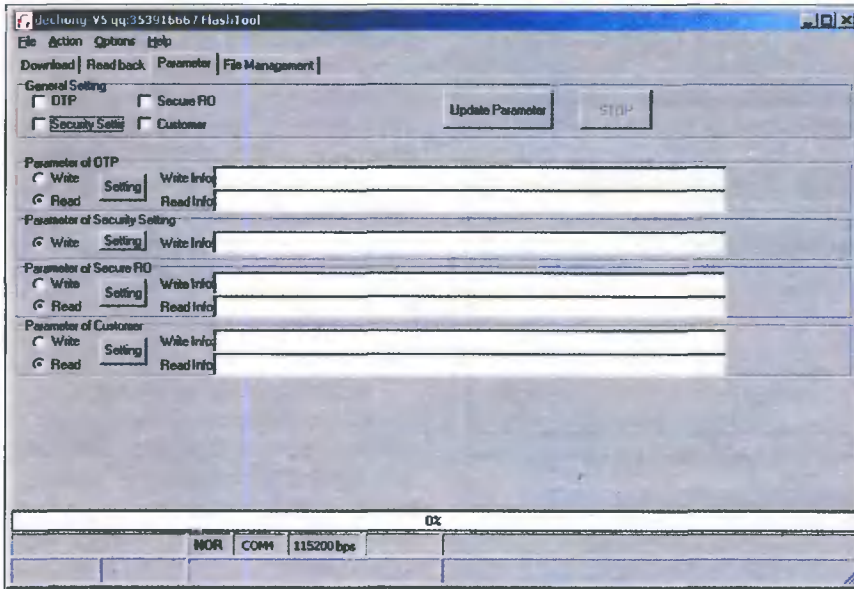 dechong V5 qq:353916667 FlashTool
File Action Options Help
Download Read back Parameter File Management
General Setting
OTP Secure RO
Security Settin Customer
Update Parameter STOP
Parameter of OTP
Write Setting Write Info
Read Read Info
Parameter of Security Setting
Write Setting Write Info
Parameter of Secure RO
Write Setting Write Info
Read Read Info
Parameter of Customer
Write Setting Write Info
Read Read Info
0%
NOR COM4 115200 bps